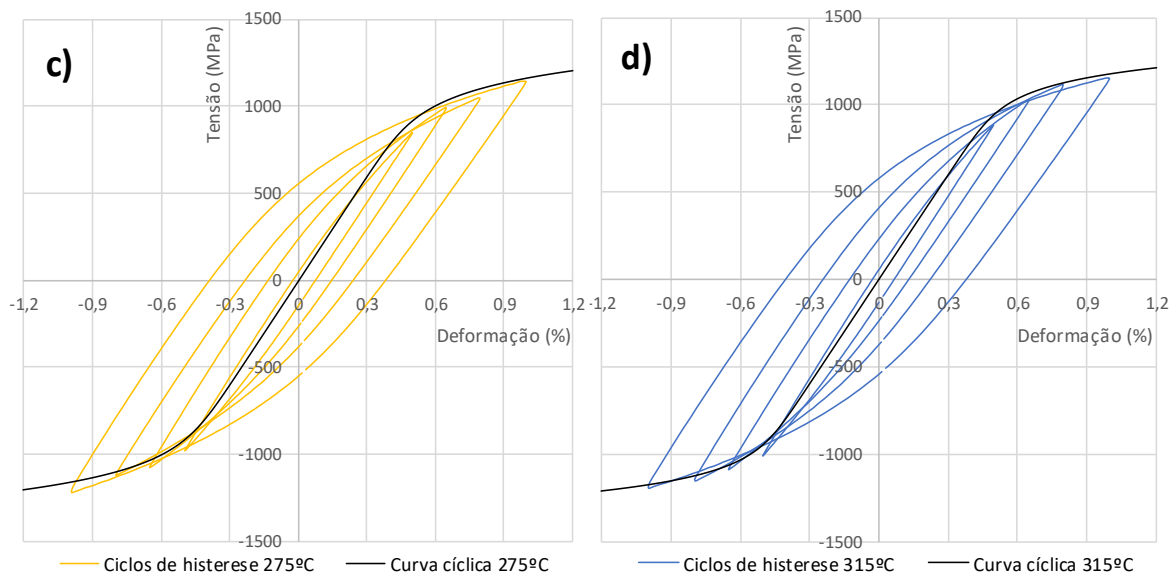 c)
Tensão (MPa)
1500
1000
500
0
-500
-1000
-1500
-1,2 -0,9 -0,6 -0,3 0 0,3 0,6 0,9 1,2
Deformação (%)
Ciclos de histerese 275ºC Curva cíclica 275ºC
d)
Tensão (MPa)
1500
1000
500
0
-500
-1000
-1500
-1,2 -0,9 -0,6 -0,3 0 0,3 0,6 0,9 1,2
Deformação (%)
Ciclos de histerese 315ºC Curva cíclica 315ºC